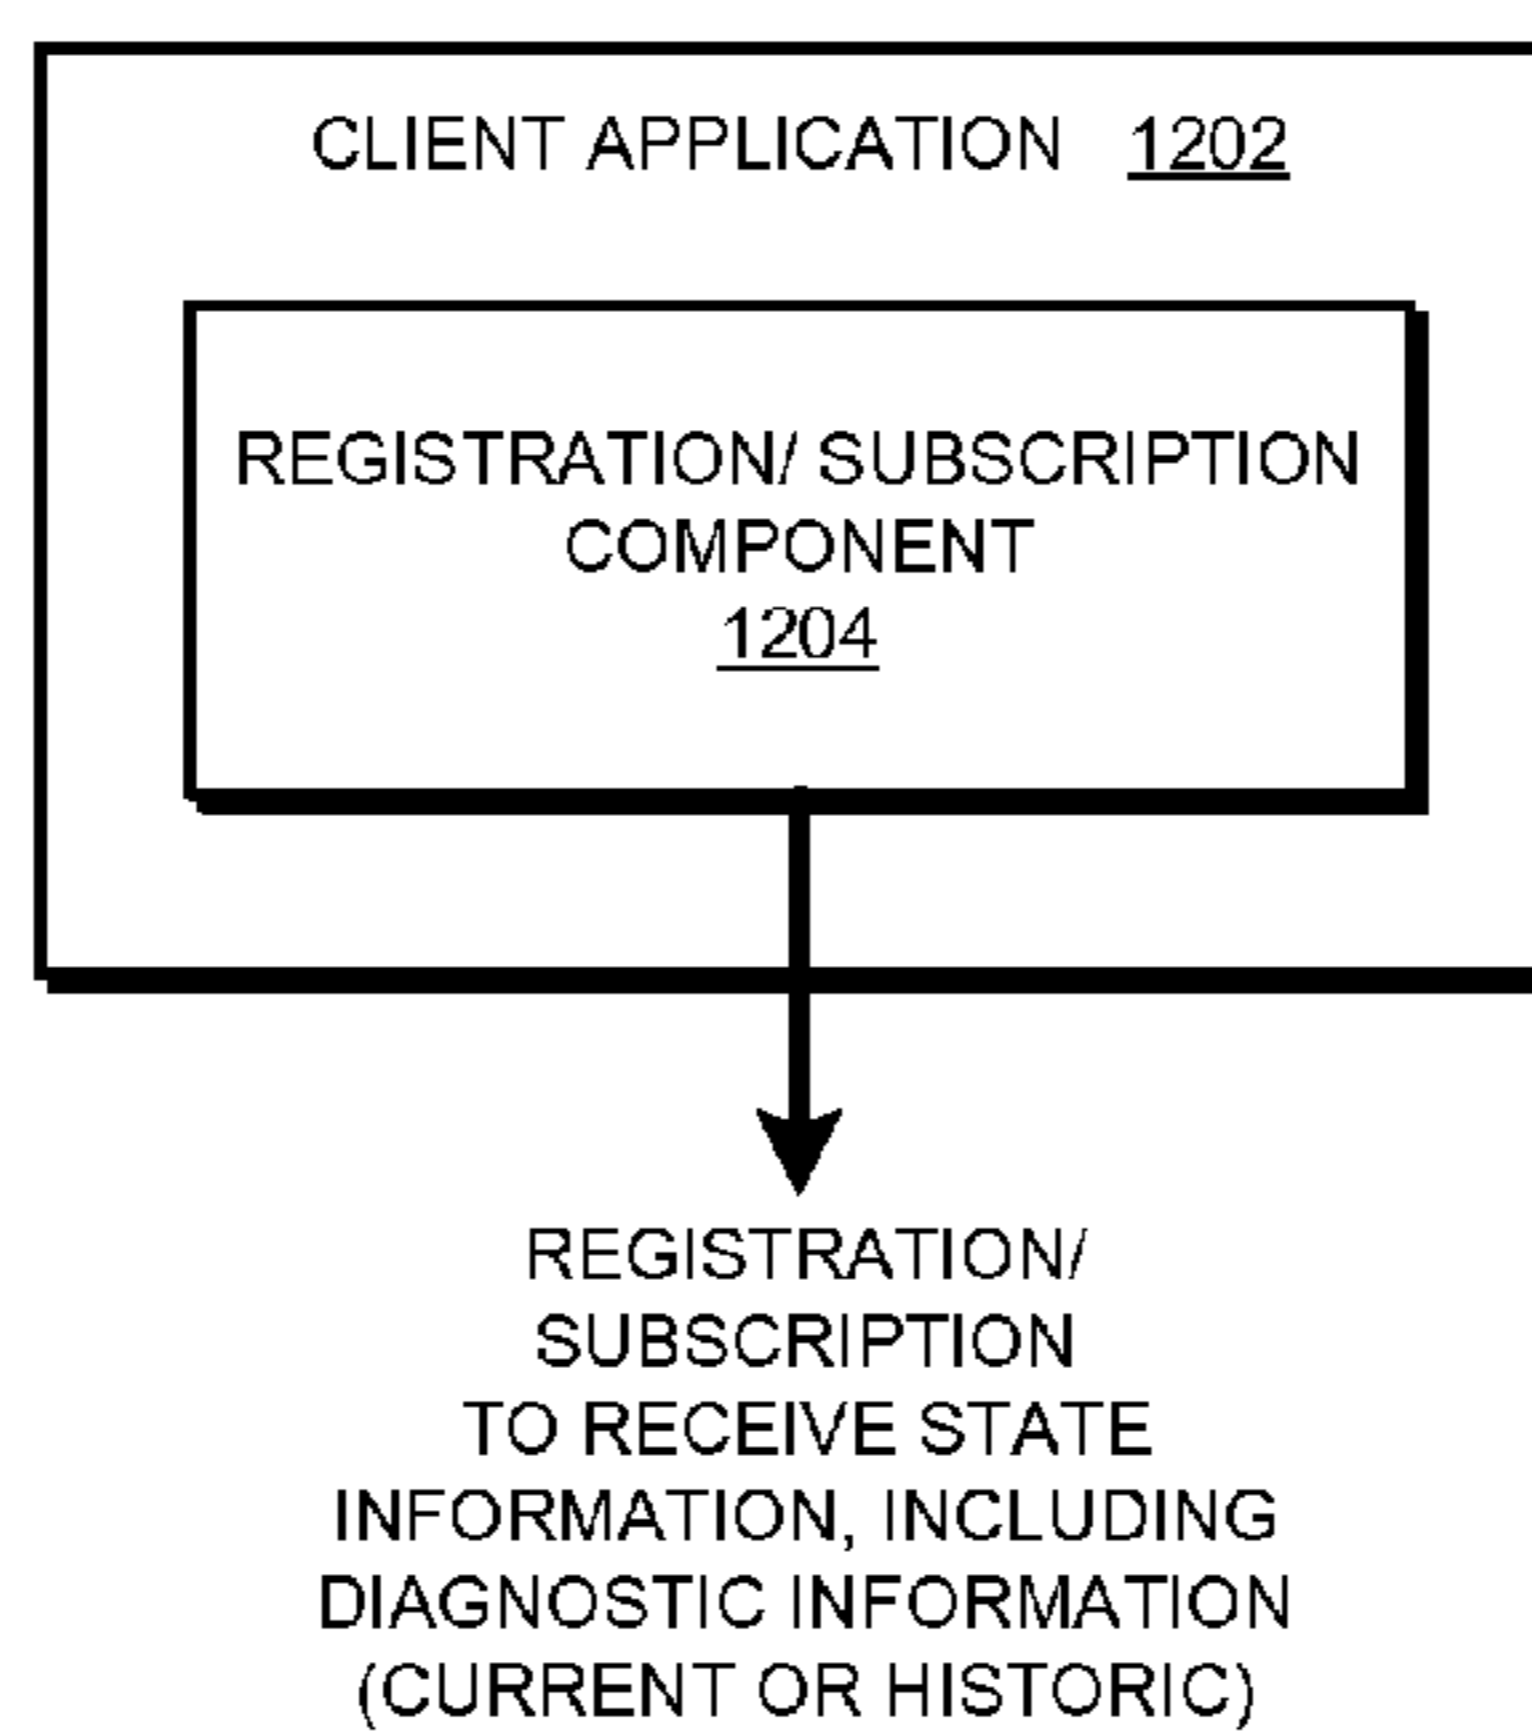 CLIENT APPLICATION 1202
REGISTRATION/ SUBSCRIPTION
COMPONENT
1204
REGISTRATION/
SUBSCRIPTION
TO RECEIVE STATE
INFORMATION, INCLUDING
DIAGNOSTIC INFORMATION
(CURRENT OR HISTORIC)